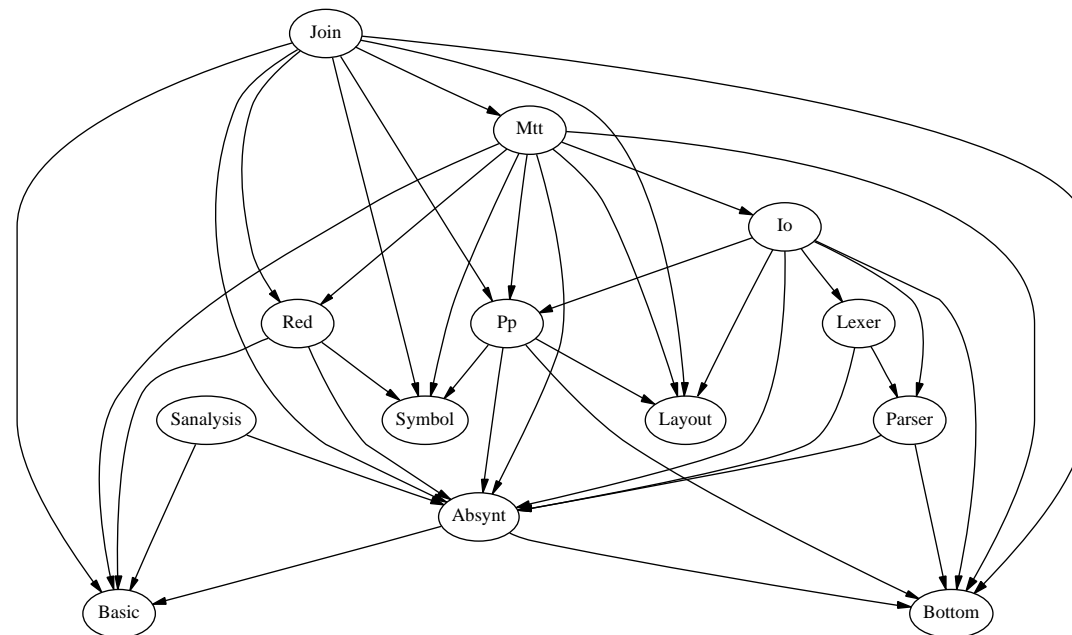 Join
Mtt
Io
Red
Pp
Lexer
Sanalysis
Symbol
Layout
Parser
Absynt
Basic
Bottom